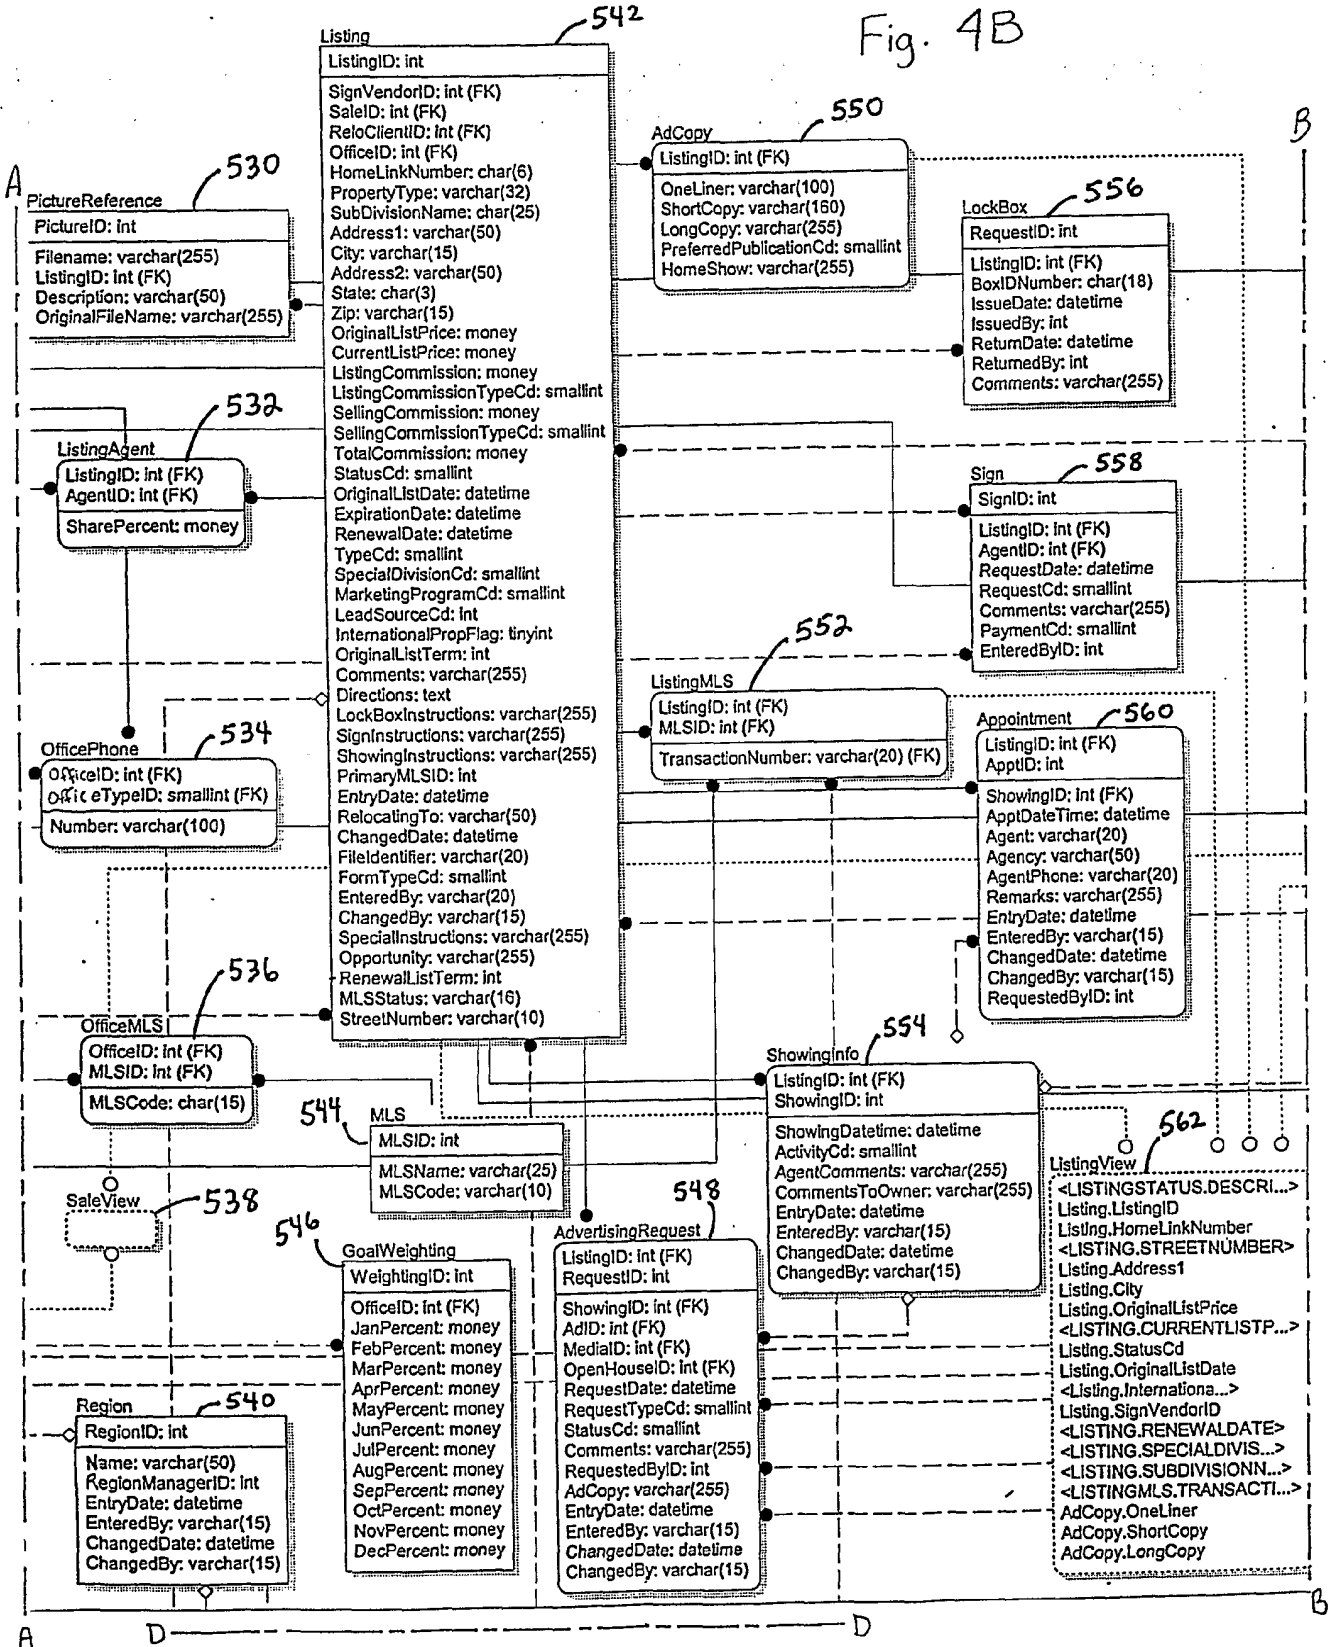 Fig. 4B
542
Listing
ListingID: int
SignVendorID: int (FK)
SaleID: int (FK)
ReloClientID: int (FK)
OfficeID: int (FK)
HomeLinkNumber: char(6)
PropertyType: varchar(32)
SubDivisionName: char(25)
Address1: varchar(50)
City: varchar(15)
Address2: varchar(50)
State: char(3)
Zip: varchar(15)
OriginalListPrice: money
CurrentListPrice: money
ListingCommission: money
ListingCommissionTypeCd: smallint
SellingCommission: money
SellingCommissionTypeCd: smallint
TotalCommission: money
StatusCd: smallint
OriginalListDate: datetime
ExpirationDate: datetime
RenewalDate: datetime
TypeCd: smallint
SpecialDivisionCd: smallint
MarketingProgramCd: smallint
LeadSourceCd: int
InternationalPropFlag: tinyint
OriginalListTerm: int
Comments: varchar(255)
Directions: text
LockBoxInstructions: varchar(255)
SignInstructions: varchar(255)
ShowingInstructions: varchar(255)
PrimaryMLSID: int
EntryDate: datetime
RelocatingTo: varchar(50)
ChangedDate: datetime
FileIdentifier: varchar(20)
FormTypeCd: smallint
EnteredBy: varchar(20)
ChangedBy: varchar(15)
SpecialInstructions: varchar(255)
Opportunity: varchar(255)
RenewalListTerm: int
MLSStatus: varchar(16)
StreetNumber: varchar(10)
A
530
PictureReference
PictureID: int
Filename: varchar(255)
ListingID: int (FK)
Description: varchar(50)
OriginalFileName: varchar(255)
532
ListingAgent
ListingID: int (FK)
AgentID: int (FK)
SharePercent: money
534
OfficePhone
OfficeID: int (FK)
OfficeTypeID: smallint (FK)
Number: varchar(100)
536
OfficeMLS
OfficeID: int (FK)
MLSID: int (FK)
MLSCode: char(15)
538
SaleView
540
Region
RegionID: int
Name: varchar(50)
RegionManagerID: int
EntryDate: datetime
EnteredBy: varchar(15)
ChangedDate: datetime
ChangedBy: varchar(15)
544
MLS
MLSID: int
MLSName: varchar(25)
MLSCode: varchar(10)
546
GoalWeighting
WeightingID: int
OfficeID: int (FK)
JanPercent: money
FebPercent: money
MarPercent: money
AprPercent: money
MayPercent: money
JunPercent: money
JulPercent: money
AugPercent: money
SepPercent: money
OctPercent: money
NovPercent: money
DecPercent: money
548
AdvertisingRequest
ListingID: int (FK)
RequestID: int
ShowingID: int (FK)
AdID: int (FK)
MediaID: int (FK)
OpenHouseID: int (FK)
RequestDate: datetime
RequestTypeCd: smallint
StatusCd: smallint
Comments: varchar(255)
RequestedByID: int
AdCopy: varchar(255)
EntryDate: datetime
EnteredBy: varchar(15)
ChangedDate: datetime
ChangedBy: varchar(15)
550
AdCopy
ListingID: int (FK)
OneLiner: varchar(100)
ShortCopy: varchar(160)
LongCopy: varchar(255)
PreferredPublicationCd: smallint
HomeShow: varchar(255)
552
ListingMLS
ListingID: int (FK)
MLSID: int (FK)
TransactionNumber: varchar(20) (FK)
554
ShowingInfo
ListingID: int (FK)
ShowingID: int
ShowingDatetime: datetime
ActivityCd: smallint
AgentComments: varchar(255)
CommentsToOwner: varchar(255)
EntryDate: datetime
EnteredBy: varchar(15)
ChangedDate: datetime
ChangedBy: varchar(15)
B
556
LockBox
RequestID: int
ListingID: int (FK)
BoxIDNumber: char(18)
IssueDate: datetime
IssuedBy: int
ReturnDate: datetime
ReturnedBy: int
Comments: varchar(255)
558
Sign
SignID: int
ListingID: int (FK)
AgentID: int (FK)
RequestDate: datetime
RequestCd: smallint
Comments: varchar(255)
PaymentCd: smallint
EnteredByID: int
560
Appointment
ListingID: int (FK)
ApptID: int
ShowingID: int (FK)
ApptDateTime: datetime
Agent: varchar(20)
Agency: varchar(50)
AgentPhone: varchar(20)
Remarks: varchar(255)
EntryDate: datetime
EnteredBy: varchar(15)
ChangedDate: datetime
ChangedBy: varchar(15)
RequestedByID: int
562
ListingView
<LISTINGSTATUS.DESCRI...>
Listing.ListingID
Listing.HomeLinkNumber
<LISTING.STREETNUMBER>
Listing.Address1
Listing.City
Listing.OriginalListPrice
<LISTING.CURRENTLISTP...>
Listing.StatusCd
Listing.OriginalListDate
<Listing.Internationa...>
Listing.SignVendorID
<LISTING.RENEWALDATE>
<LISTING.SPECIALDIVIS...>
<LISTING.SUBDIVISIONN...>
<LISTINGMLS.TRANSACTI...>
AdCopy.OneLiner
AdCopy.ShortCopy
AdCopy.LongCopy
A
D
D
B